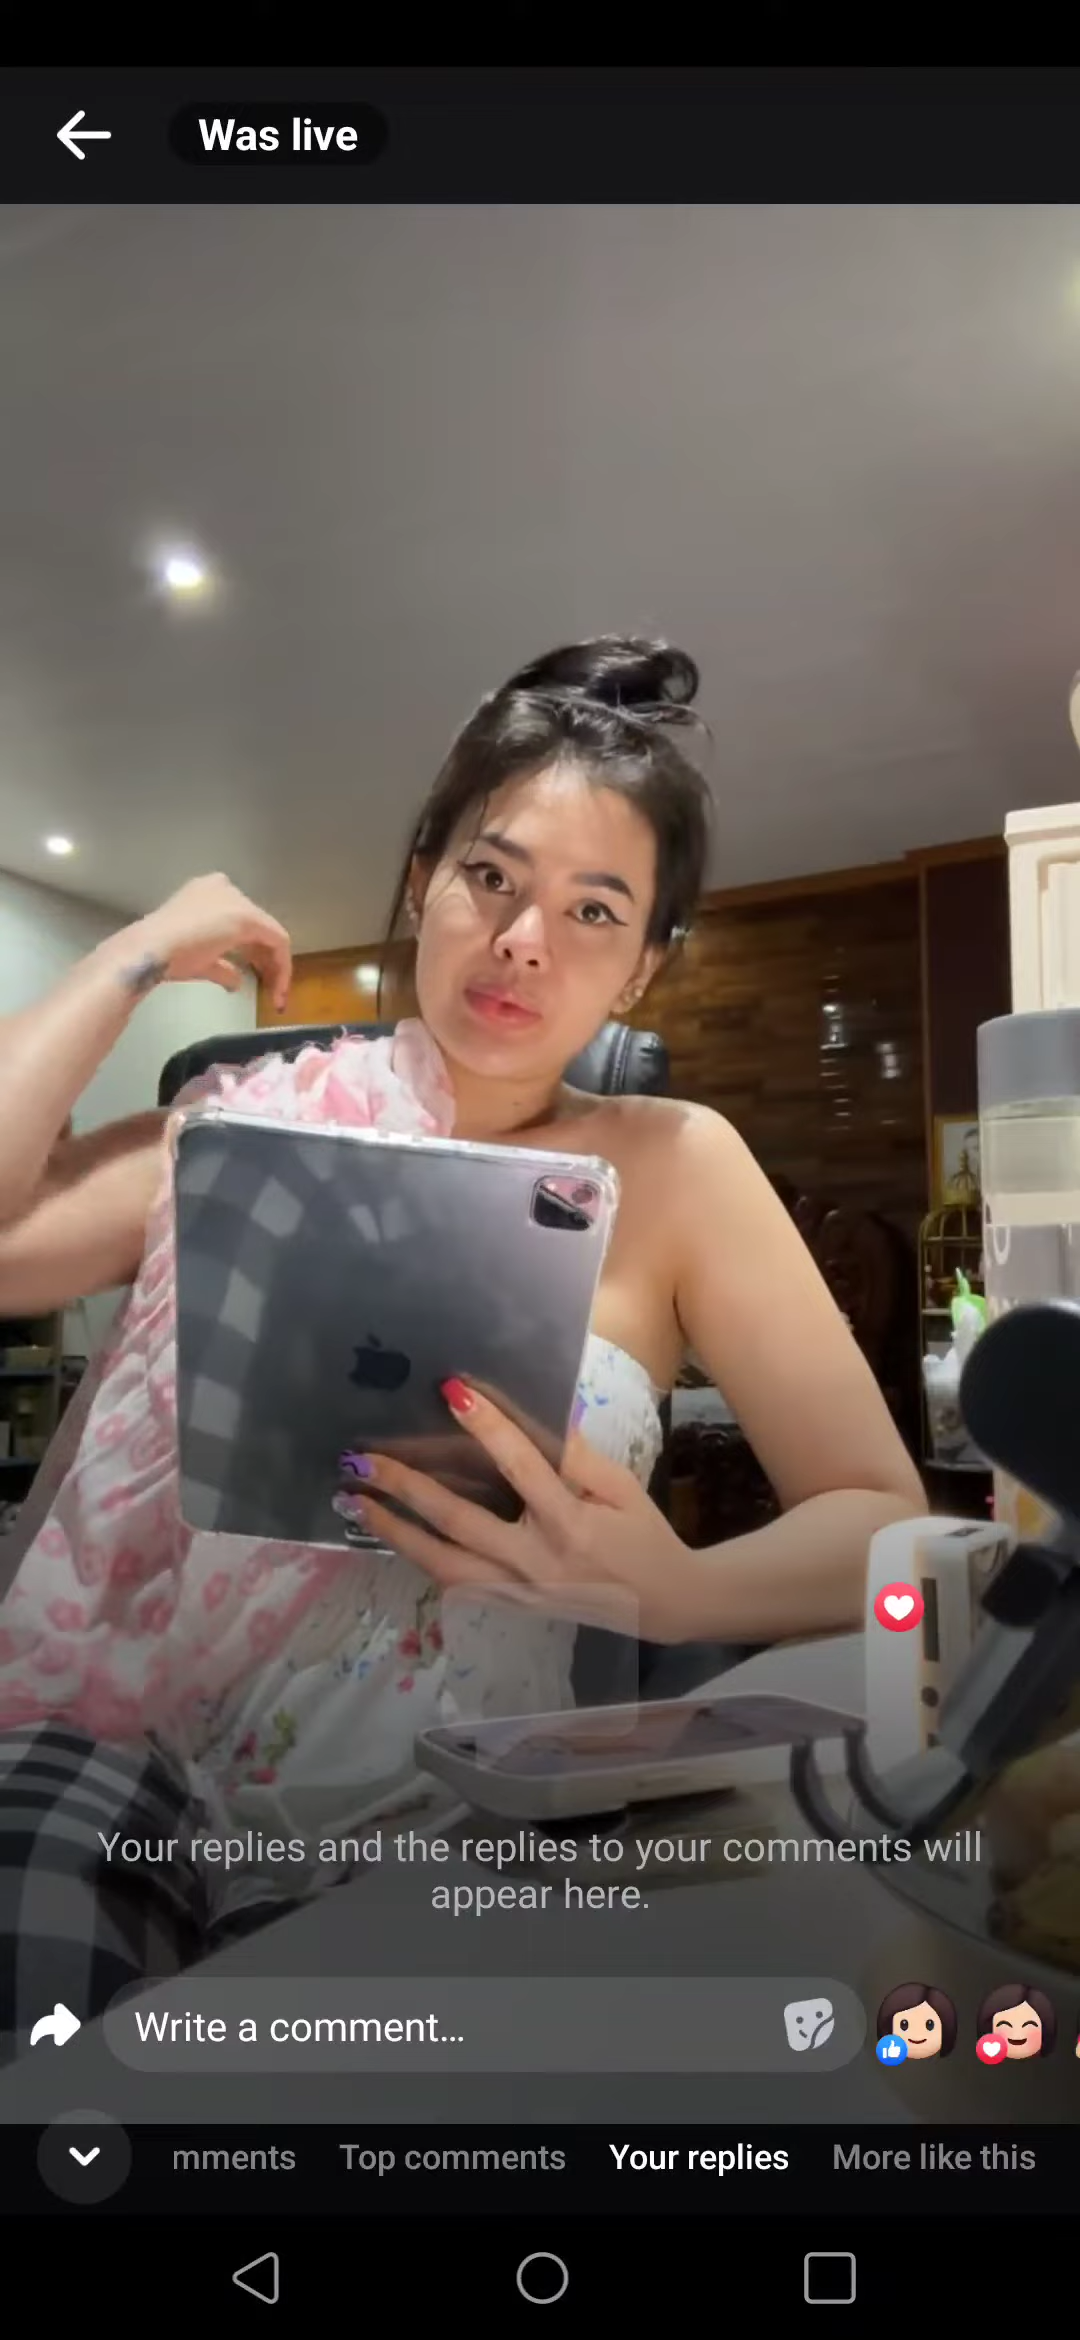 Was live
Your replies and the replies to your comments will
appear here.
Write a comment...
mments Top comments Your replies More like this